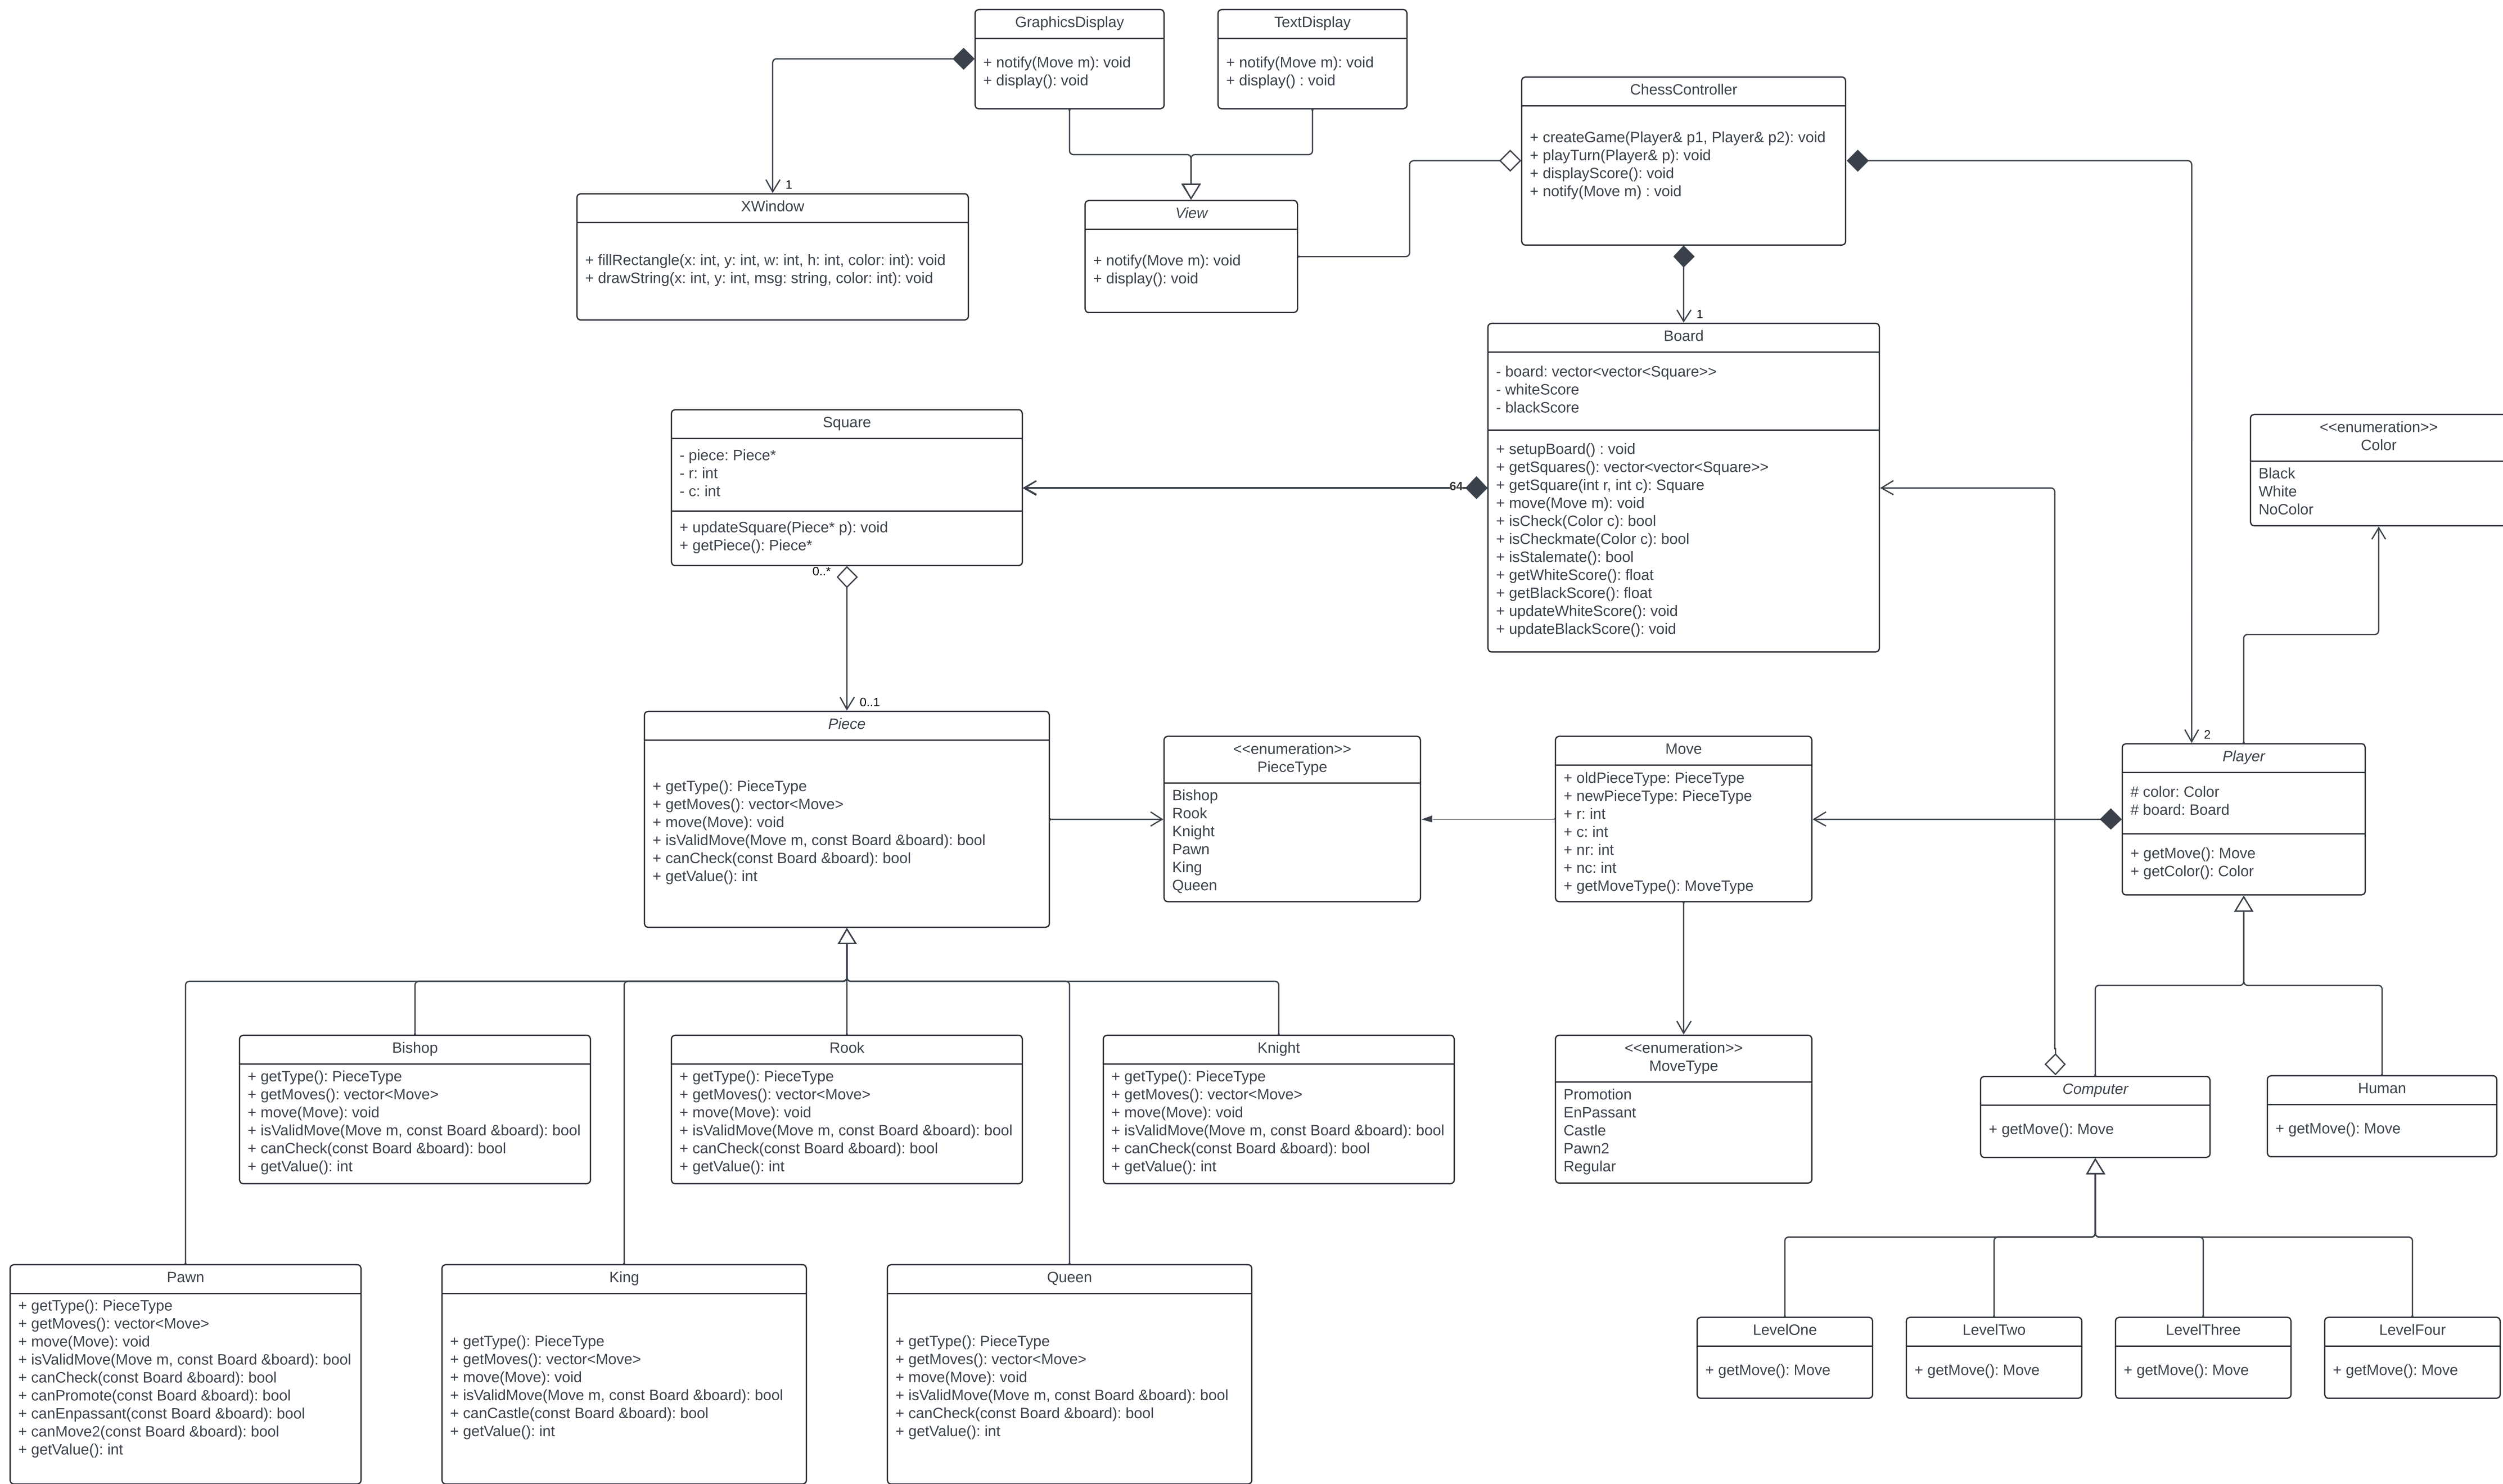 GraphicsDisplay
+ notify(Move m): void
+ display(): void
TextDisplay
+ notify(Move m): void
+ display() : void
ChessController
+ createGame(Player& p1, Player& p2): void
+ playTurn(Player& p): void
+ displayScore(): void
+ notify(Move m) : void
1
XWindow
+ fillRectangle(x: int, y: int, w: int, h: int, color: int): void
+ drawString(x: int, y: int, msg: string, color: int): void
View
+ notify(Move m): void
+ display(): void
1
Board
- board: vector<vector<Square>>
- whiteScore
- blackScore
+ setupBoard() : void
+ getSquares(): vector<vector<Square>>
+ getSquare(int r, int c): Square
+ move(Move m): void
+ isCheck(Color c): bool
+ isCheckmate(Color c): bool
+ isStalemate(): bool
+ getWhiteScore(): float
+ getBlackScore(): float
+ updateWhiteScore(): void
+ updateBlackScore(): void
Square
- piece: Piece*
- r: int
- c: int
+ updateSquare(Piece* p): void
+ getPiece(): Piece*
64
<<enumeration>>
Color
Black
White
NoColor
0..*
0..1
Piece
+ getType(): PieceType
+ getMoves(): vector<Move>
+ move(Move): void
+ isValidMove(Move m, const Board &board): bool
+ canCheck(const Board &board): bool
+ getValue(): int
<<enumeration>>
PieceType
Bishop
Rook
Knight
Pawn
King
Queen
Move
+ oldPieceType: PieceType
+ newPieceType: PieceType
+ r: int
+ c: int
+ nr: int
+ nc: int
+ getMoveType(): MoveType
2
Player
# color: Color
# board: Board
+ getMove(): Move
+ getColor(): Color
Bishop
+ getType(): PieceType
+ getMoves(): vector<Move>
+ move(Move): void
+ isValidMove(Move m, const Board &board): bool
+ canCheck(const Board &board): bool
+ getValue(): int
Rook
+ getType(): PieceType
+ getMoves(): vector<Move>
+ move(Move): void
+ isValidMove(Move m, const Board &board): bool
+ canCheck(const Board &board): bool
+ getValue(): int
Knight
+ getType(): PieceType
+ getMoves(): vector<Move>
+ move(Move): void
+ isValidMove(Move m, const Board &board): bool
+ canCheck(const Board &board): bool
+ getValue(): int
<<enumeration>>
MoveType
Promotion
EnPassant
Castle
Pawn2
Regular
Computer
+ getMove(): Move
Human
+ getMove(): Move
Pawn
+ getType(): PieceType
+ getMoves(): vector<Move>
+ move(Move): void
+ isValidMove(Move m, const Board &board): bool
+ canCheck(const Board &board): bool
+ canPromote(const Board &board): bool
+ canEnpassant(const Board &board): bool
+ canMove2(const Board &board): bool
+ getValue(): int
King
+ getType(): PieceType
+ getMoves(): vector<Move>
+ move(Move): void
+ isValidMove(Move m, const Board &board): bool
+ canCastle(const Board &board): bool
+ getValue(): int
Queen
+ getType(): PieceType
+ getMoves(): vector<Move>
+ move(Move): void
+ isValidMove(Move m, const Board &board): bool
+ canCheck(const Board &board): bool
+ getValue(): int
LevelOne
+ getMove(): Move
LevelTwo
+ getMove(): Move
LevelThree
+ getMove(): Move
LevelFour
+ getMove(): Move